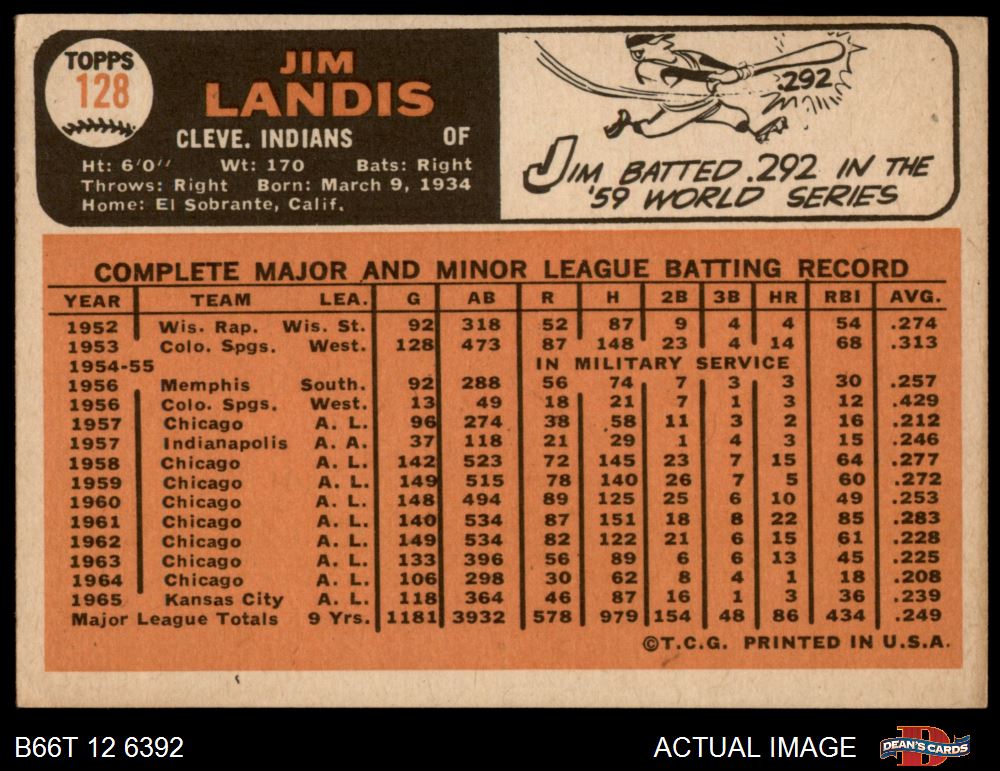 TOPPS
128
JIM
LANDIS
CLEVE. INDIANS OF
Ht: 6'0" Wt: 170 Bats: Right
Throws: Right Born: March 9, 1934
Home: El Sobrante, Calif.
.292
JIM BATTED .292 IN THE
'59 WORLD SERIES
COMPLETE MAJOR AND MINOR LEAGUE BATTING RECORD
YEAR TEAM LEA. G AB R H 2B 3B HR RBI AVG.
1952 Wis. Rap. Wis. St. 92 318 52 87 9 4 4 54 .274
1953 Colo. Spgs. West. 128 473 87 148 23 4 14 68 .313
1954-55 IN MILITARY SERVICE
1956 Memphis South. 92 288 56 74 7 3 3 30 .257
1956 Colo. Spgs. West. 13 49 18 21 7 1 3 12 .429
1957 Chicago A. L. 96 274 38 58 11 3 2 16 .212
1957 Indianapolis A. A. 37 118 21 29 1 4 3 15 .246
1958 Chicago A. L. 142 523 72 145 23 7 15 64 .277
1959 Chicago A. L. 149 515 78 140 26 7 5 60 .272
1960 Chicago A. L. 148 494 89 125 25 6 10 49 .253
1961 Chicago A. L. 140 534 87 151 18 8 22 85 .283
1962 Chicago A. L. 149 534 82 122 21 6 15 61 .228
1963 Chicago A. L. 133 396 56 89 6 6 13 45 .225
1964 Chicago A. L. 106 298 30 62 8 4 1 18 .208
1965 Kansas City A. L. 118 364 46 87 16 1 3 36 .239
Major League Totals 9 Yrs. 1181 3932 578 979 154 48 86 434 .249
©T.C.G. PRINTED IN U.S.A.
B66T 12 6392 ACTUAL IMAGE DEAN'S CARDS